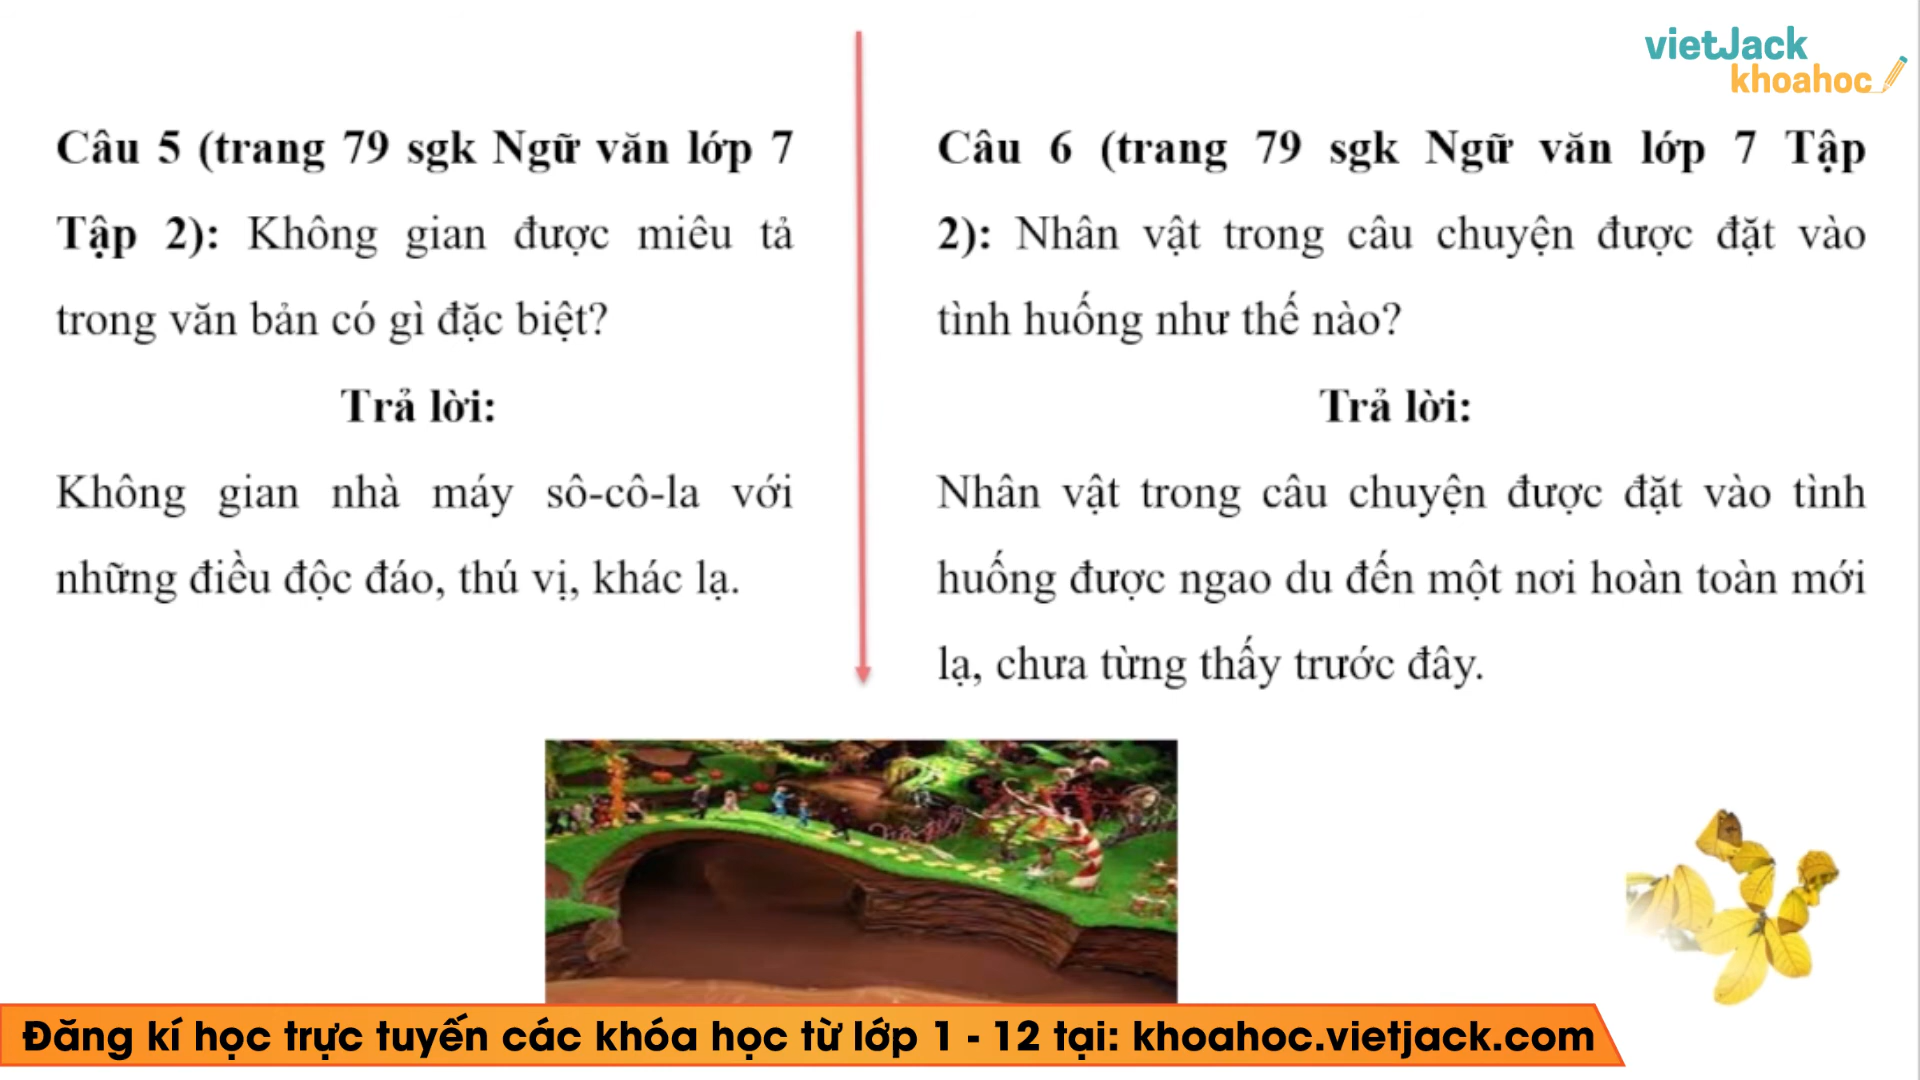 vietJack
khoahoc
Câu 5 (trang 79 sgk Ngữ văn lớp 7
Tập 2): Không gian được miêu tả
trong văn bản có gì đặc biệt?
Trả lời:
Không gian nhà máy sô-cô-la với
những điều độc đáo, thú vị, khác lạ.
Câu 6 (trang 79 sgk Ngữ văn lớp 7 Tập
2): Nhân vật trong câu chuyện được đặt vào
tình huống như thế nào?
Trả lời:
Nhân vật trong câu chuyện được đặt vào tình
huống được ngao du đến một nơi hoàn toàn mới
lạ, chưa từng thấy trước đây.
Đăng kí học trực tuyến các khóa học từ lớp 1 - 12 tại: khoahoc.vietjack.com